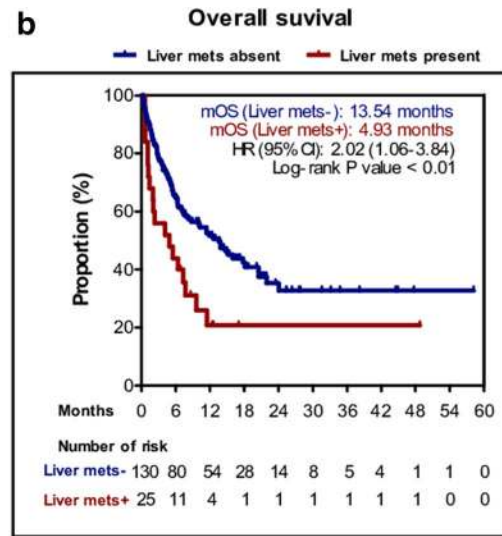 b
Overall suvival
Liver mets absent Liver mets present
mOS (Liver mets-): 13.54 months
mOS (Liver mets+): 4.93 months
HR (95% CI): 2.02 (1.06-3.84)
Log-rank P value < 0.01
Proportion (%)
100
80
60
40
20
0
Months 0 6 12 18 24 30 36 42 48 54 60
Number of risk
Liver mets- 130 80 54 28 14 8 5 4 1 1 0
Liver mets+ 25 11 4 1 1 1 1 1 1 0 0